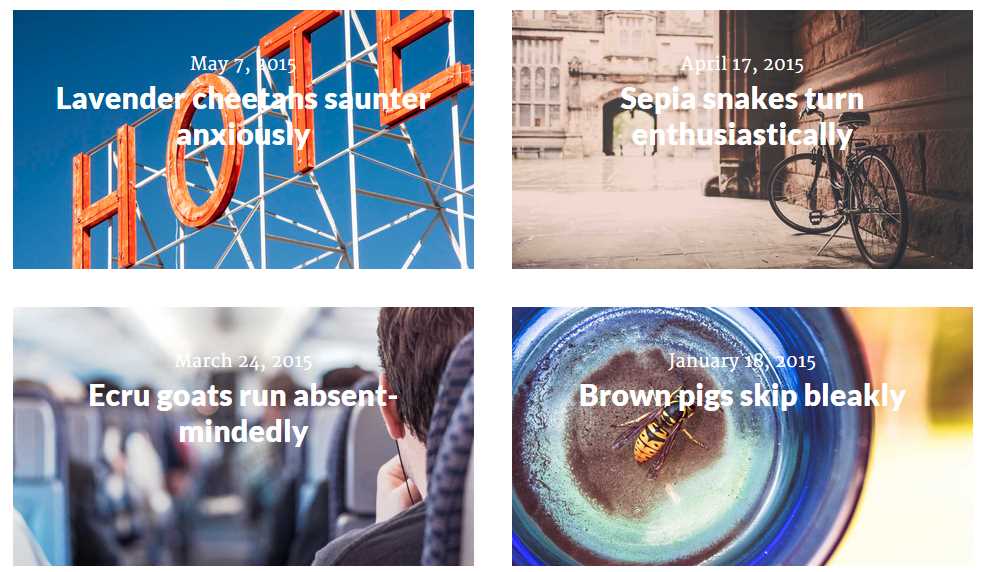 May 7, 2015
Lavender cheetahs saunter
anxiously
HOTE
April 17, 2015
Sepia snakes turn
enthusiastically
March 24, 2015
Ecru goats run absent-
mindedly
January 18, 2015
Brown pigs skip bleakly